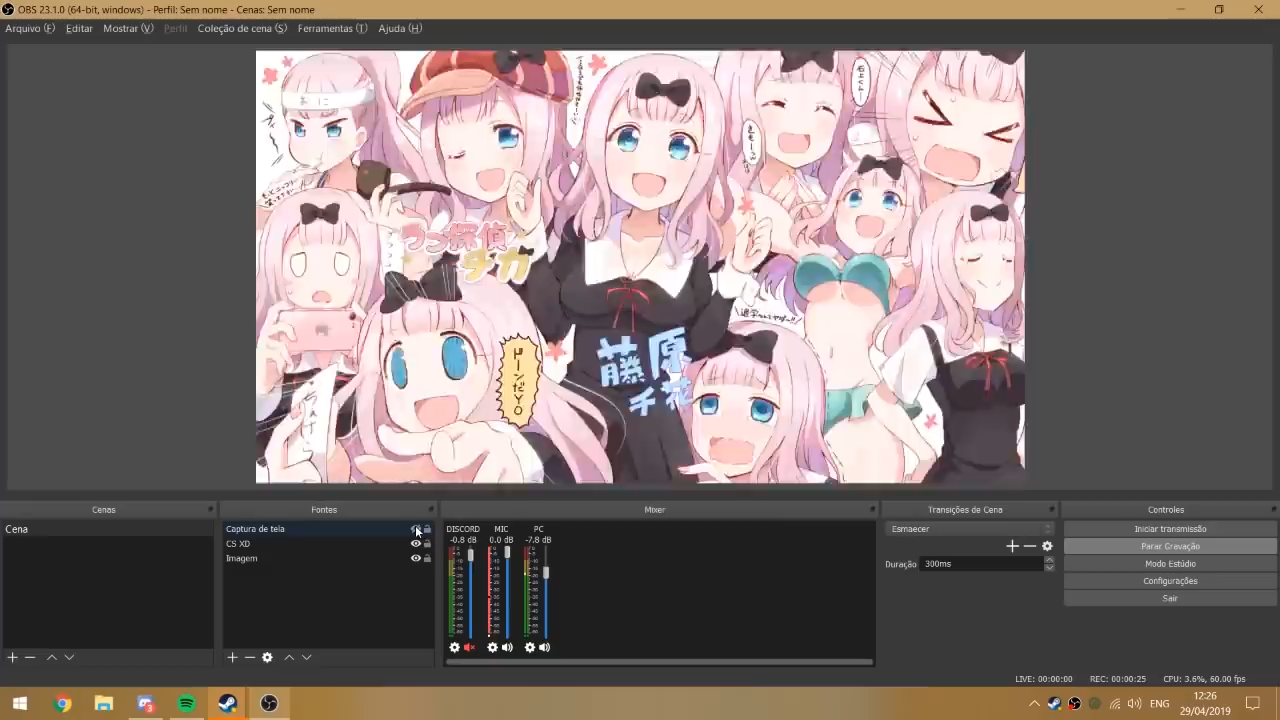 OBS 23.1.0 (64-bit, windows) - Perfil: Sem nome - Cenas: Sem nome
Arquivo (F) Editar Mostrar (V) Perfil Coleção de cena (S) Ferramentas (T) Ajuda (H)
探偵
チカ
ドーンだYO
藤原
千花
Cenas Fontes Mixer Transições de Cena Controles
Cena
Captura de tela
CS XD
Imagem
DISCORD MIC PC
-0.8 dB 0.0 dB -7.8 dB
Esmaecer
Duração 300ms
Iniciar transmissão
Parar Gravação
Modo Estúdio
Configurações
Sair
LIVE: 00:00:00 REC: 00:00:25 CPU: 3.6%, 60.00 fps
ENG 12:26
29/04/2019